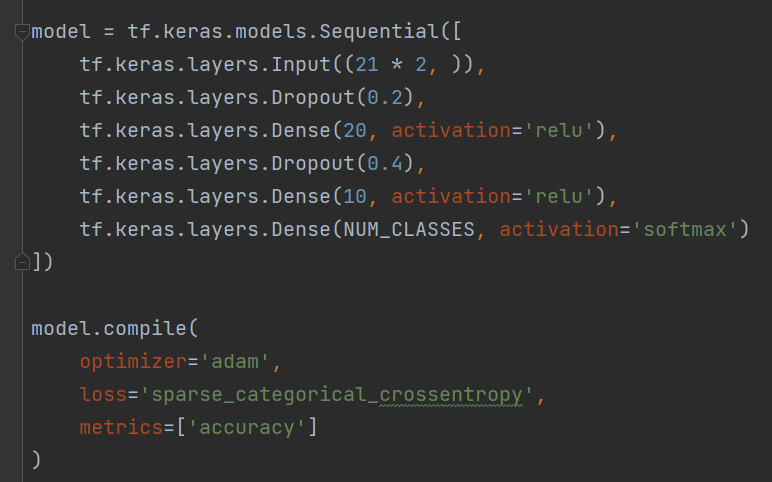 model = tf.keras.models.Sequential([
    tf.keras.layers.Input((21 * 2, )),
    tf.keras.layers.Dropout(0.2),
    tf.keras.layers.Dense(20, activation='relu'),
    tf.keras.layers.Dropout(0.4),
    tf.keras.layers.Dense(10, activation='relu'),
    tf.keras.layers.Dense(NUM_CLASSES, activation='softmax')
])

model.compile(
    optimizer='adam',
    loss='sparse_categorical_crossentropy',
    metrics=['accuracy']
)